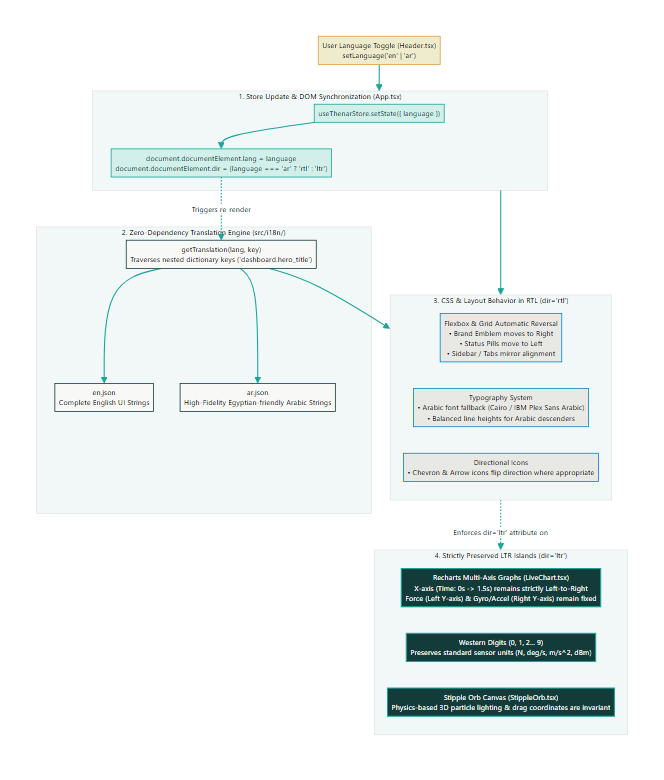 User Language Toggle (Header.tsx)
setLanguage('en' | 'ar')
1. Store Update & DOM Synchronization (App.tsx)
useThenarStore.setState({ language })
document.documentElement.lang = language
document.documentElement.dir = (language === 'ar' ? 'rtl' : 'ltr')
Triggers re-render
2. Zero-Dependency Translation Engine (src/i18n/)
getTranslation(lang, key)
Traverses nested dictionary keys ('dashboard.hero_title')
en.json
Complete English UI Strings
ar.json
High-Fidelity Egyptian-friendly Arabic Strings
3. CSS & Layout Behavior in RTL (dir='rtl')
Flexbox & Grid Automatic Reversal
• Brand Emblem moves to Right
• Status Pills move to Left
• Sidebar / Tabs mirror alignment
Typography System
• Arabic font fallback (Cairo / IBM Plex Sans Arabic)
• Balanced line heights for Arabic descenders
Directional Icons
• Chevron & Arrow icons flip direction where appropriate
Enforces dir='ltr' attribute on
4. Strictly Preserved LTR Islands (dir='ltr')
Recharts Multi-Axis Graphs (LiveChart.tsx)
X-axis (Time: 0s -> 1.5s) remains strictly Left-to-Right
Force (Left Y-axis) & Gyro/Accel (Right Y-axis) remain fixed
Western Digits (0, 1, 2... 9)
Preserves standard sensor units (N, deg/s, m/s^2, dBm)
Stipple Orb Canvas (StippleOrb.tsx)
Physics-based 3D particle lighting & drag coordinates are invariant